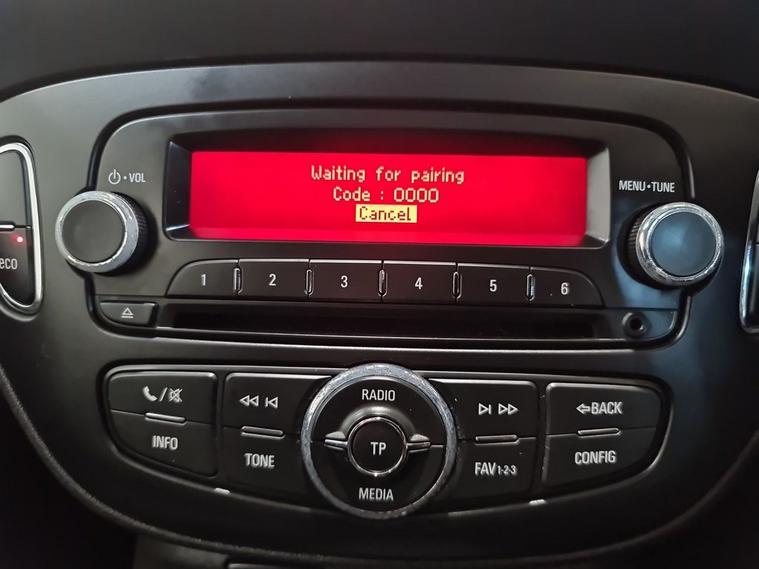 Waiting for pairing
Code : 0000
Cancel
VOL
MENU•TUNE
eco
1 2 3 4 5 6
RADIO
BACK
INFO
TONE
TP
FAV1-2-3
CONFIG
MEDIA